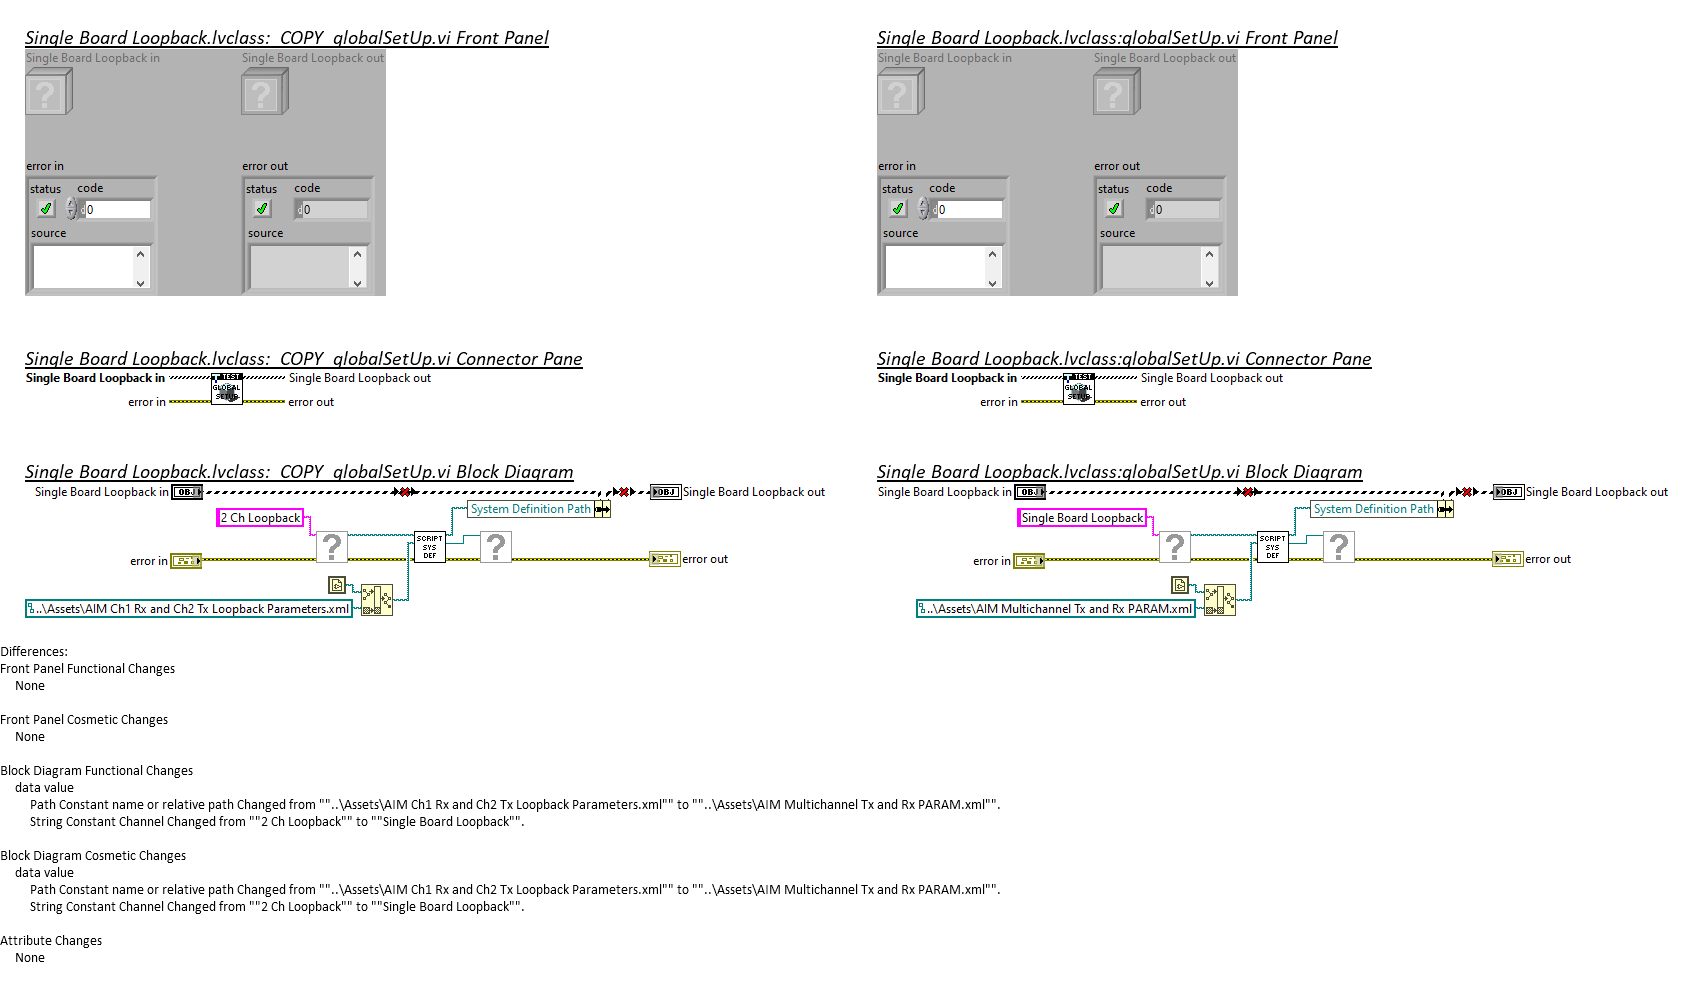 Single Board Loopback.lvclass:_COPY_globalSetUp.vi Front Panel
Single Board Loopback in
Single Board Loopback out
?
?
error in
error out
status code
0
source
status code
0
source
Single Board Loopback.lvclass:globalSetUp.vi Front Panel
Single Board Loopback in
Single Board Loopback out
?
?
error in
error out
status code
0
source
status code
0
source
Single Board Loopback.lvclass:_COPY_globalSetUp.vi Connector Pane
Single Board Loopback in
TEST
GLOBAL
SETUP
Single Board Loopback out
error in
error out
Single Board Loopback.lvclass:globalSetUp.vi Connector Pane
Single Board Loopback in
TEST
GLOBAL
SETUP
Single Board Loopback out
error in
error out
Single Board Loopback.lvclass:_COPY_globalSetUp.vi Block Diagram
Single Board Loopback in
OBJ
OBJ
Single Board Loopback out
System Definition Path
2 Ch Loopback
?
SCRIPT
SYS
DEF
?
error in
error out
..\Assets\AIM Ch1 Rx and Ch2 Tx Loopback Parameters.xml
Single Board Loopback.lvclass:globalSetUp.vi Block Diagram
Single Board Loopback in
OBJ
OBJ
Single Board Loopback out
System Definition Path
Single Board Loopback
?
SCRIPT
SYS
DEF
?
error in
error out
..\Assets\AIM Multichannel Tx and Rx PARAM.xml
Differences:
Front Panel Functional Changes
None
Front Panel Cosmetic Changes
None
Block Diagram Functional Changes
data value
Path Constant name or relative path Changed from ""..\Assets\AIM Ch1 Rx and Ch2 Tx Loopback Parameters.xml"" to ""..\Assets\AIM Multichannel Tx and Rx PARAM.xml"".
String Constant Channel Changed from ""2 Ch Loopback"" to ""Single Board Loopback"".
Block Diagram Cosmetic Changes
data value
Path Constant name or relative path Changed from ""..\Assets\AIM Ch1 Rx and Ch2 Tx Loopback Parameters.xml"" to ""..\Assets\AIM Multichannel Tx and Rx PARAM.xml"".
String Constant Channel Changed from ""2 Ch Loopback"" to ""Single Board Loopback"".
Attribute Changes
None